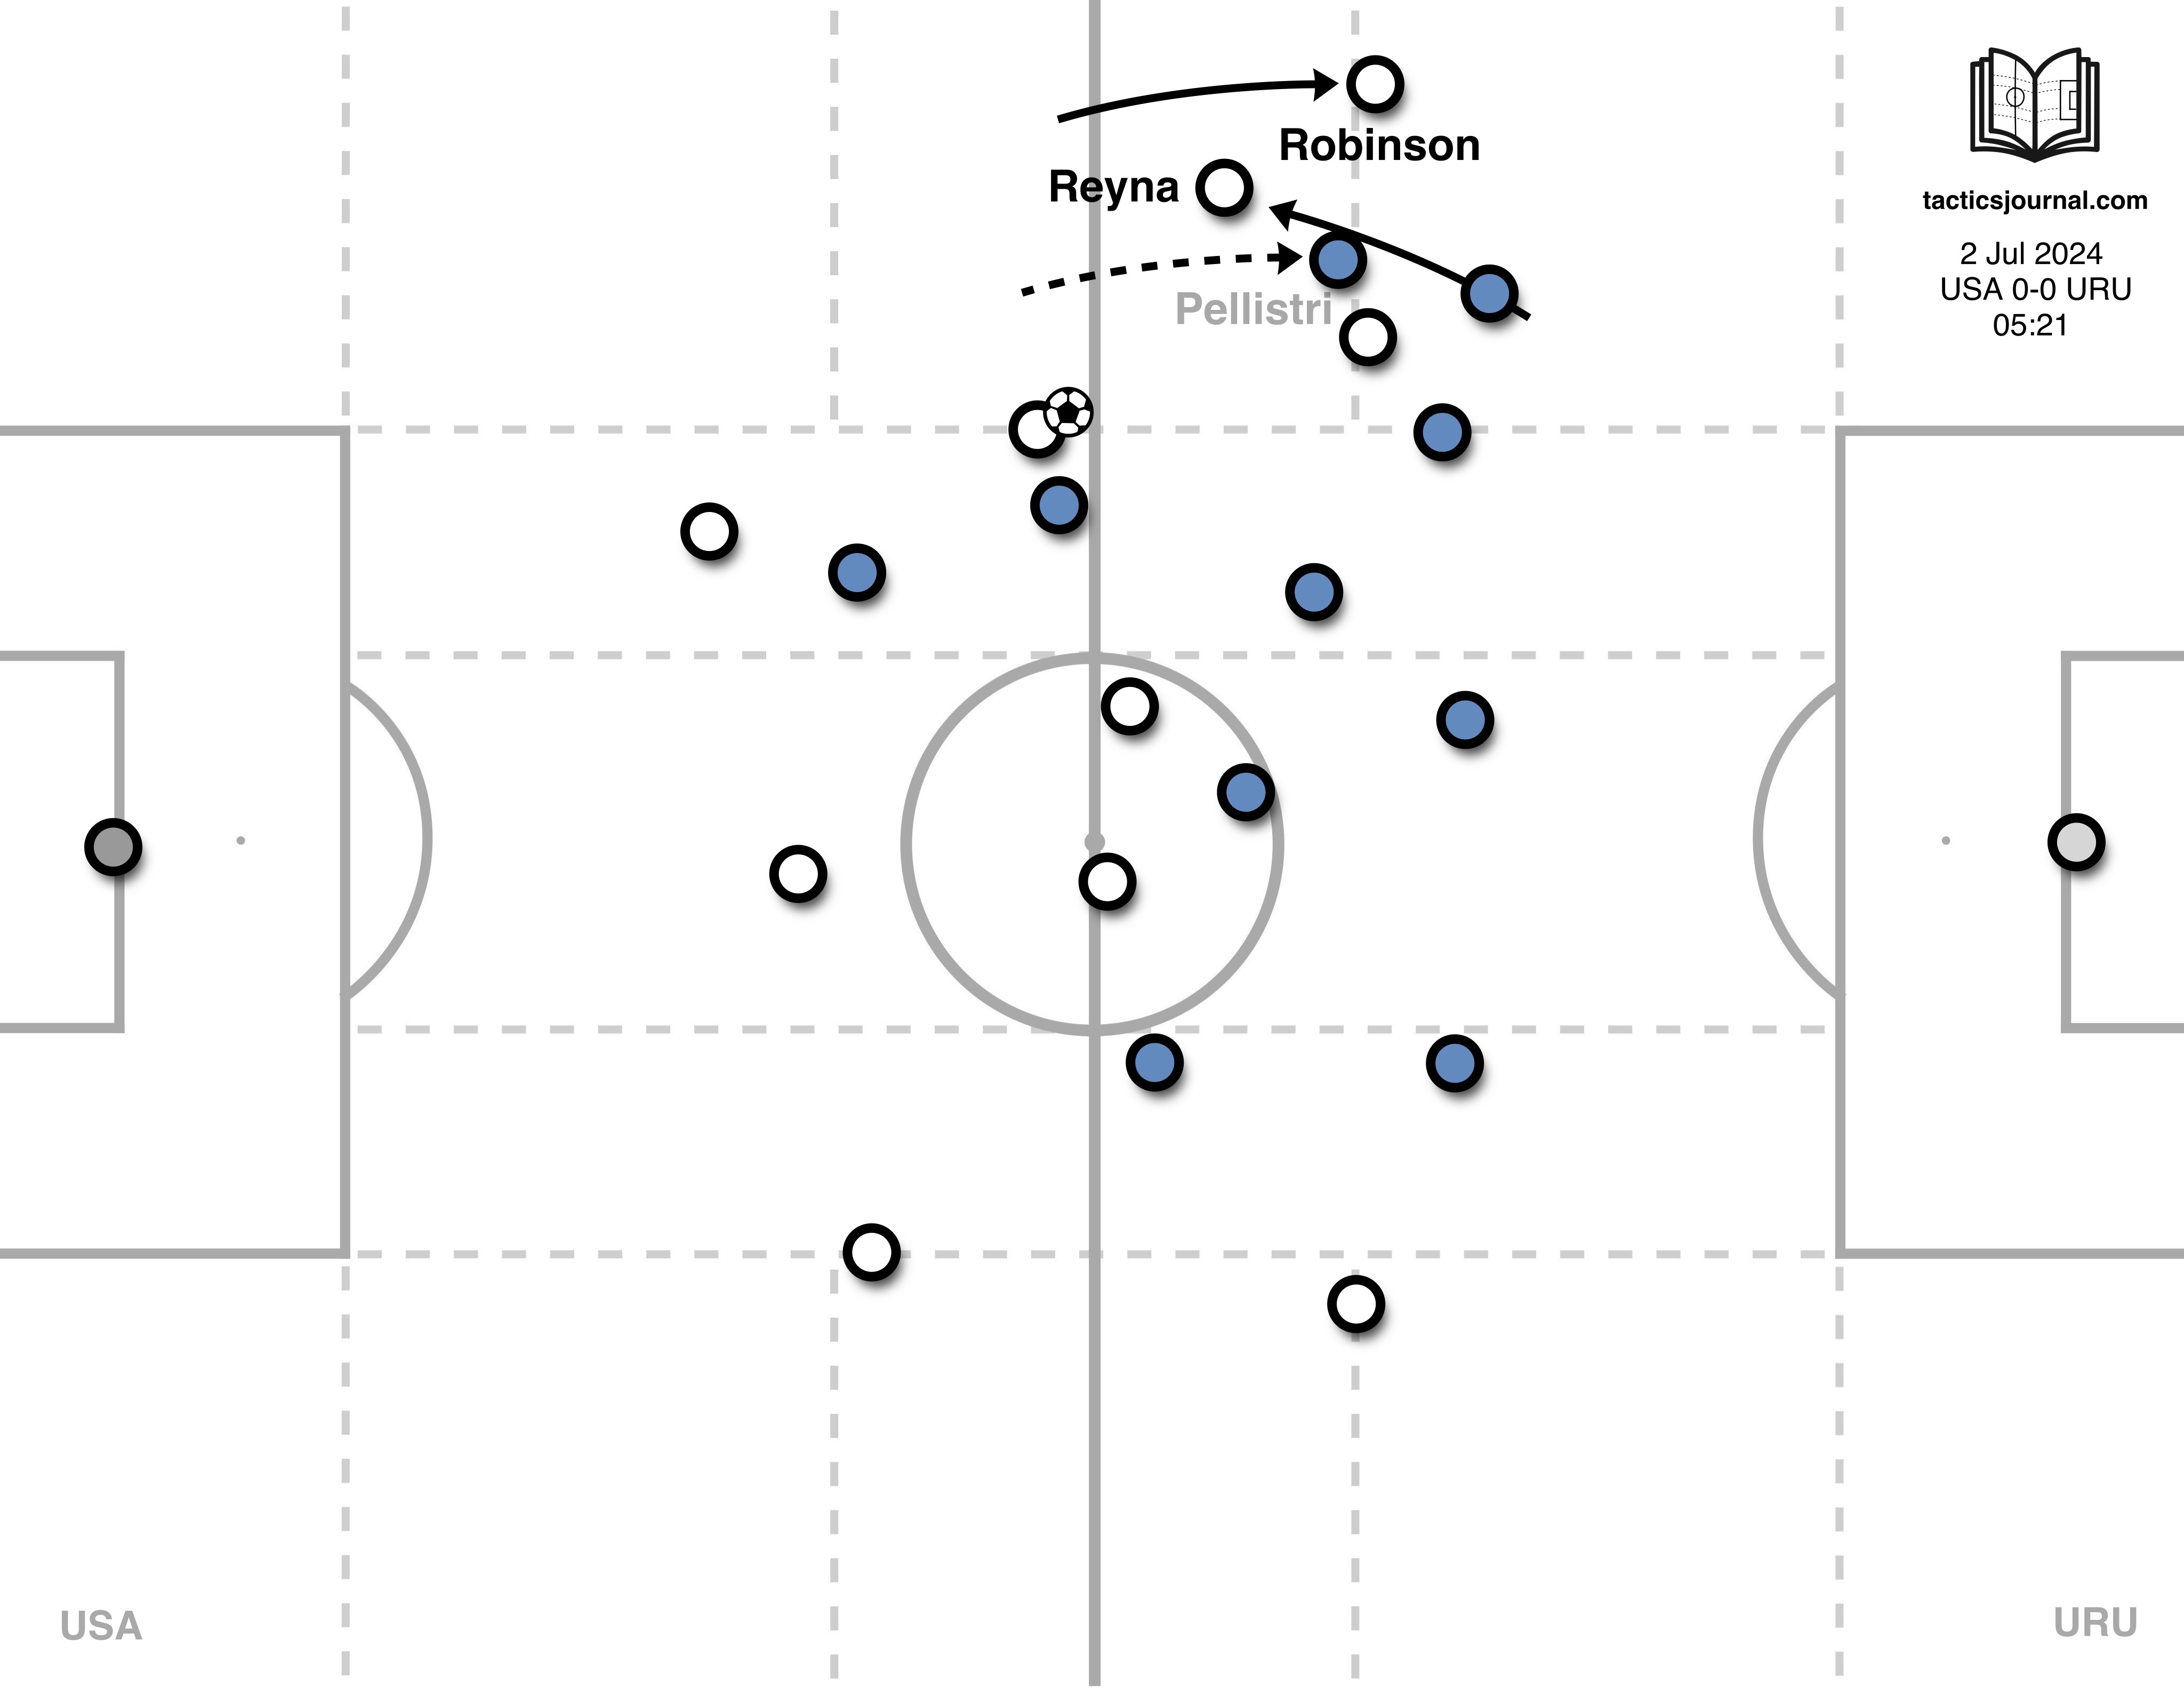 Robinson
Reyna
Pellistri
tacticsjournal.com
2 Jul 2024
USA 0-0 URU
05:21
USA
URU